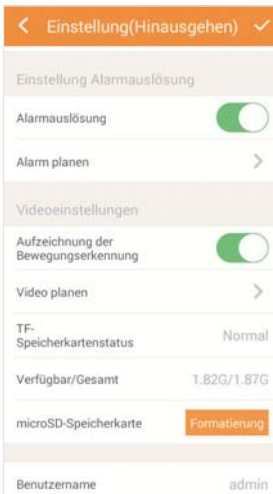 Einstellung(Hinausgehen)
Einstellung Alarmauslösung
Alarmauslösung
Alarm planen
Videoeinstellungen
Aufzeichnung der
Bewegungserkennung
Video planen
TF-
Speicherkartenstatus
Normal
Verfügbar/Gesamt
1.82G/1.87G
microSD-Speicherkarte
Formatierung
Benutzername
admin